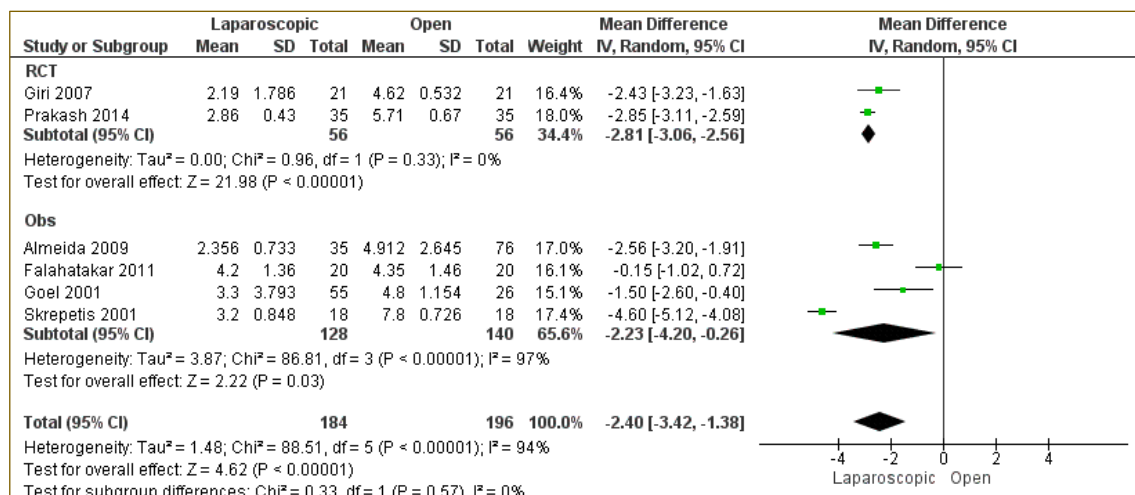 Laparoscopic Open Mean Difference Mean Difference
Study or Subgroup Mean SD Total Mean SD Total Weight IV, Random, 95% CI IV, Random, 95% CI
RCT
Giri 2007 2.19 1.786 21 4.62 0.532 21 16.4% -2.43 [-3.23, -1.63]
Prakash 2014 2.86 0.43 35 5.71 0.67 35 18.0% -2.85 [-3.11, -2.59]
Subtotal (95% CI) 56 56 34.4% -2.81 [-3.06, -2.56]
Heterogeneity: Tau² = 0.00; Chi² = 0.96, df = 1 (P = 0.33); I² = 0%
Test for overall effect: Z = 21.98 (P < 0.00001)
Obs
Almeida 2009 2.356 0.733 35 4.912 2.645 76 17.0% -2.56 [-3.20, -1.91]
Falahatakar 2011 4.2 1.36 20 4.35 1.46 20 16.1% -0.15 [-1.02, 0.72]
Goel 2001 3.3 3.793 55 4.8 1.154 26 15.1% -1.50 [-2.60, -0.40]
Skrepetis 2001 3.2 0.848 18 7.8 0.726 18 17.4% -4.60 [-5.12, -4.08]
Subtotal (95% CI) 128 140 65.6% -2.23 [-4.20, -0.26]
Heterogeneity: Tau² = 3.87; Chi² = 86.81, df = 3 (P < 0.00001); I² = 97%
Test for overall effect: Z = 2.22 (P = 0.03)
Total (95% CI) 184 196 100.0% -2.40 [-3.42, -1.38]
Heterogeneity: Tau² = 1.48; Chi² = 88.51, df = 5 (P < 0.00001); I² = 94%
Test for overall effect: Z = 4.62 (P < 0.00001)
Test for subgroup differences: Chi² = 0.33, df = 1 (P = 0.57), I² = 0%
-4 -2 0 2 4
Laparoscopic Open